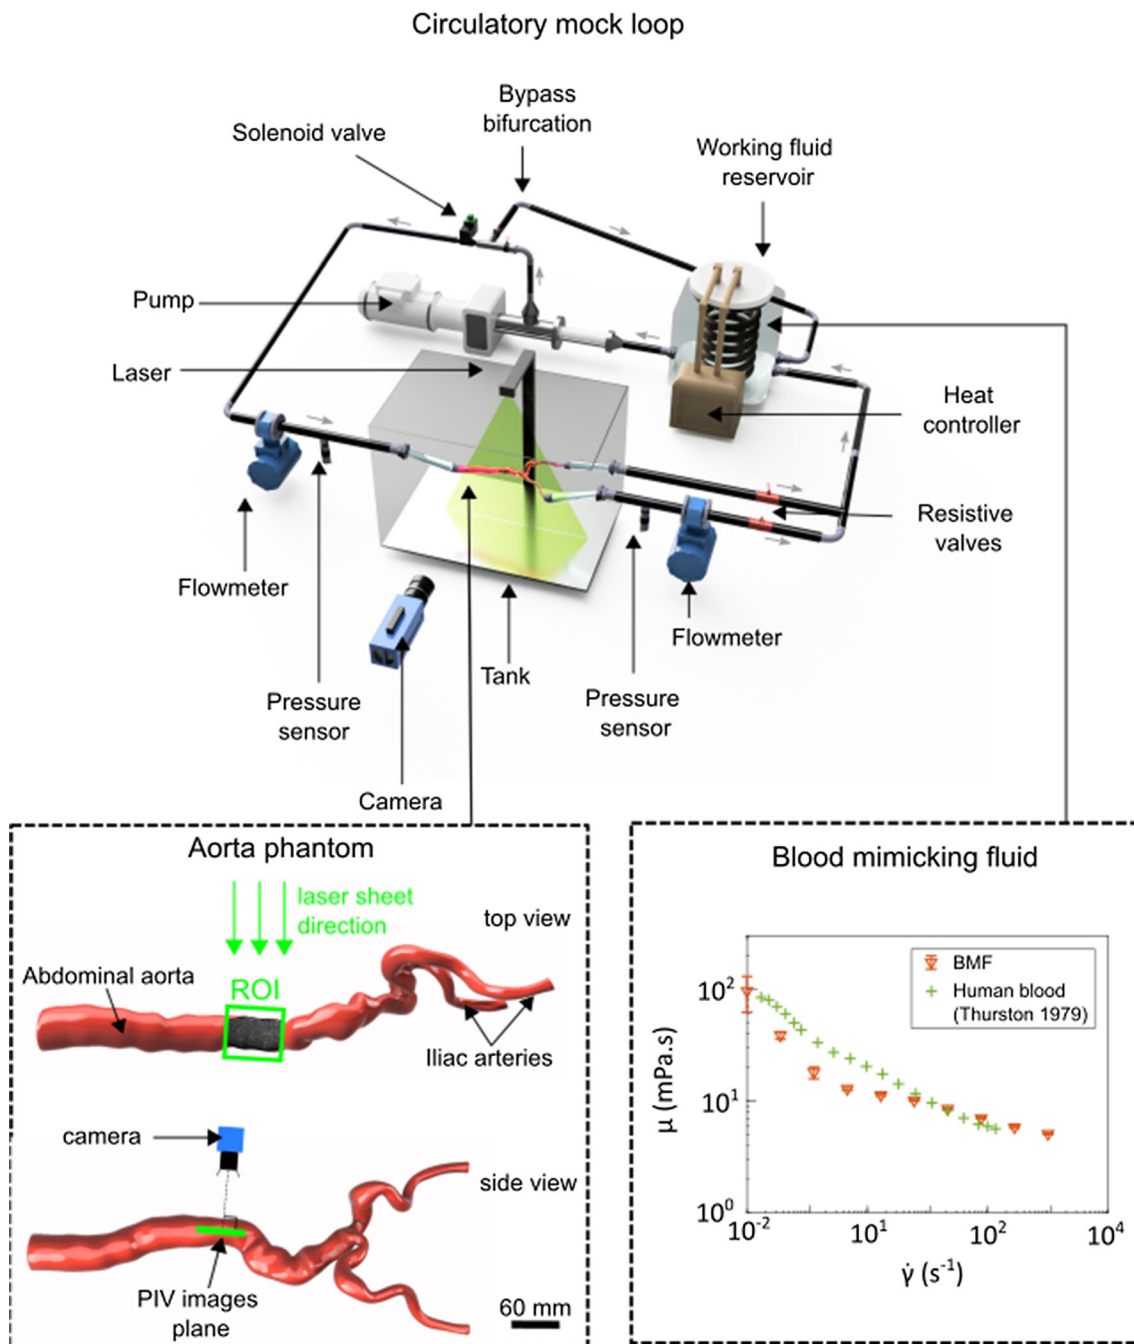 Circulatory mock loop
Bypass
bifurcation
Solenoid valve
Working fluid
reservoir
Pump
Laser
Heat
controller
Resistive
valves
Flowmeter
Flowmeter
Tank
Pressure
sensor
Pressure
sensor
Camera
Aorta phantom
laser sheet
direction
top view
Abdominal aorta
ROI
Iliac arteries
camera
side view
PIV images
plane
60 mm
Blood mimicking fluid
BMF
Human blood
(Thurston 1979)
μ (mPa.s)
10²
10¹
10⁰
10⁻² 10¹ 10² 10⁴
γ̇ (s⁻¹)